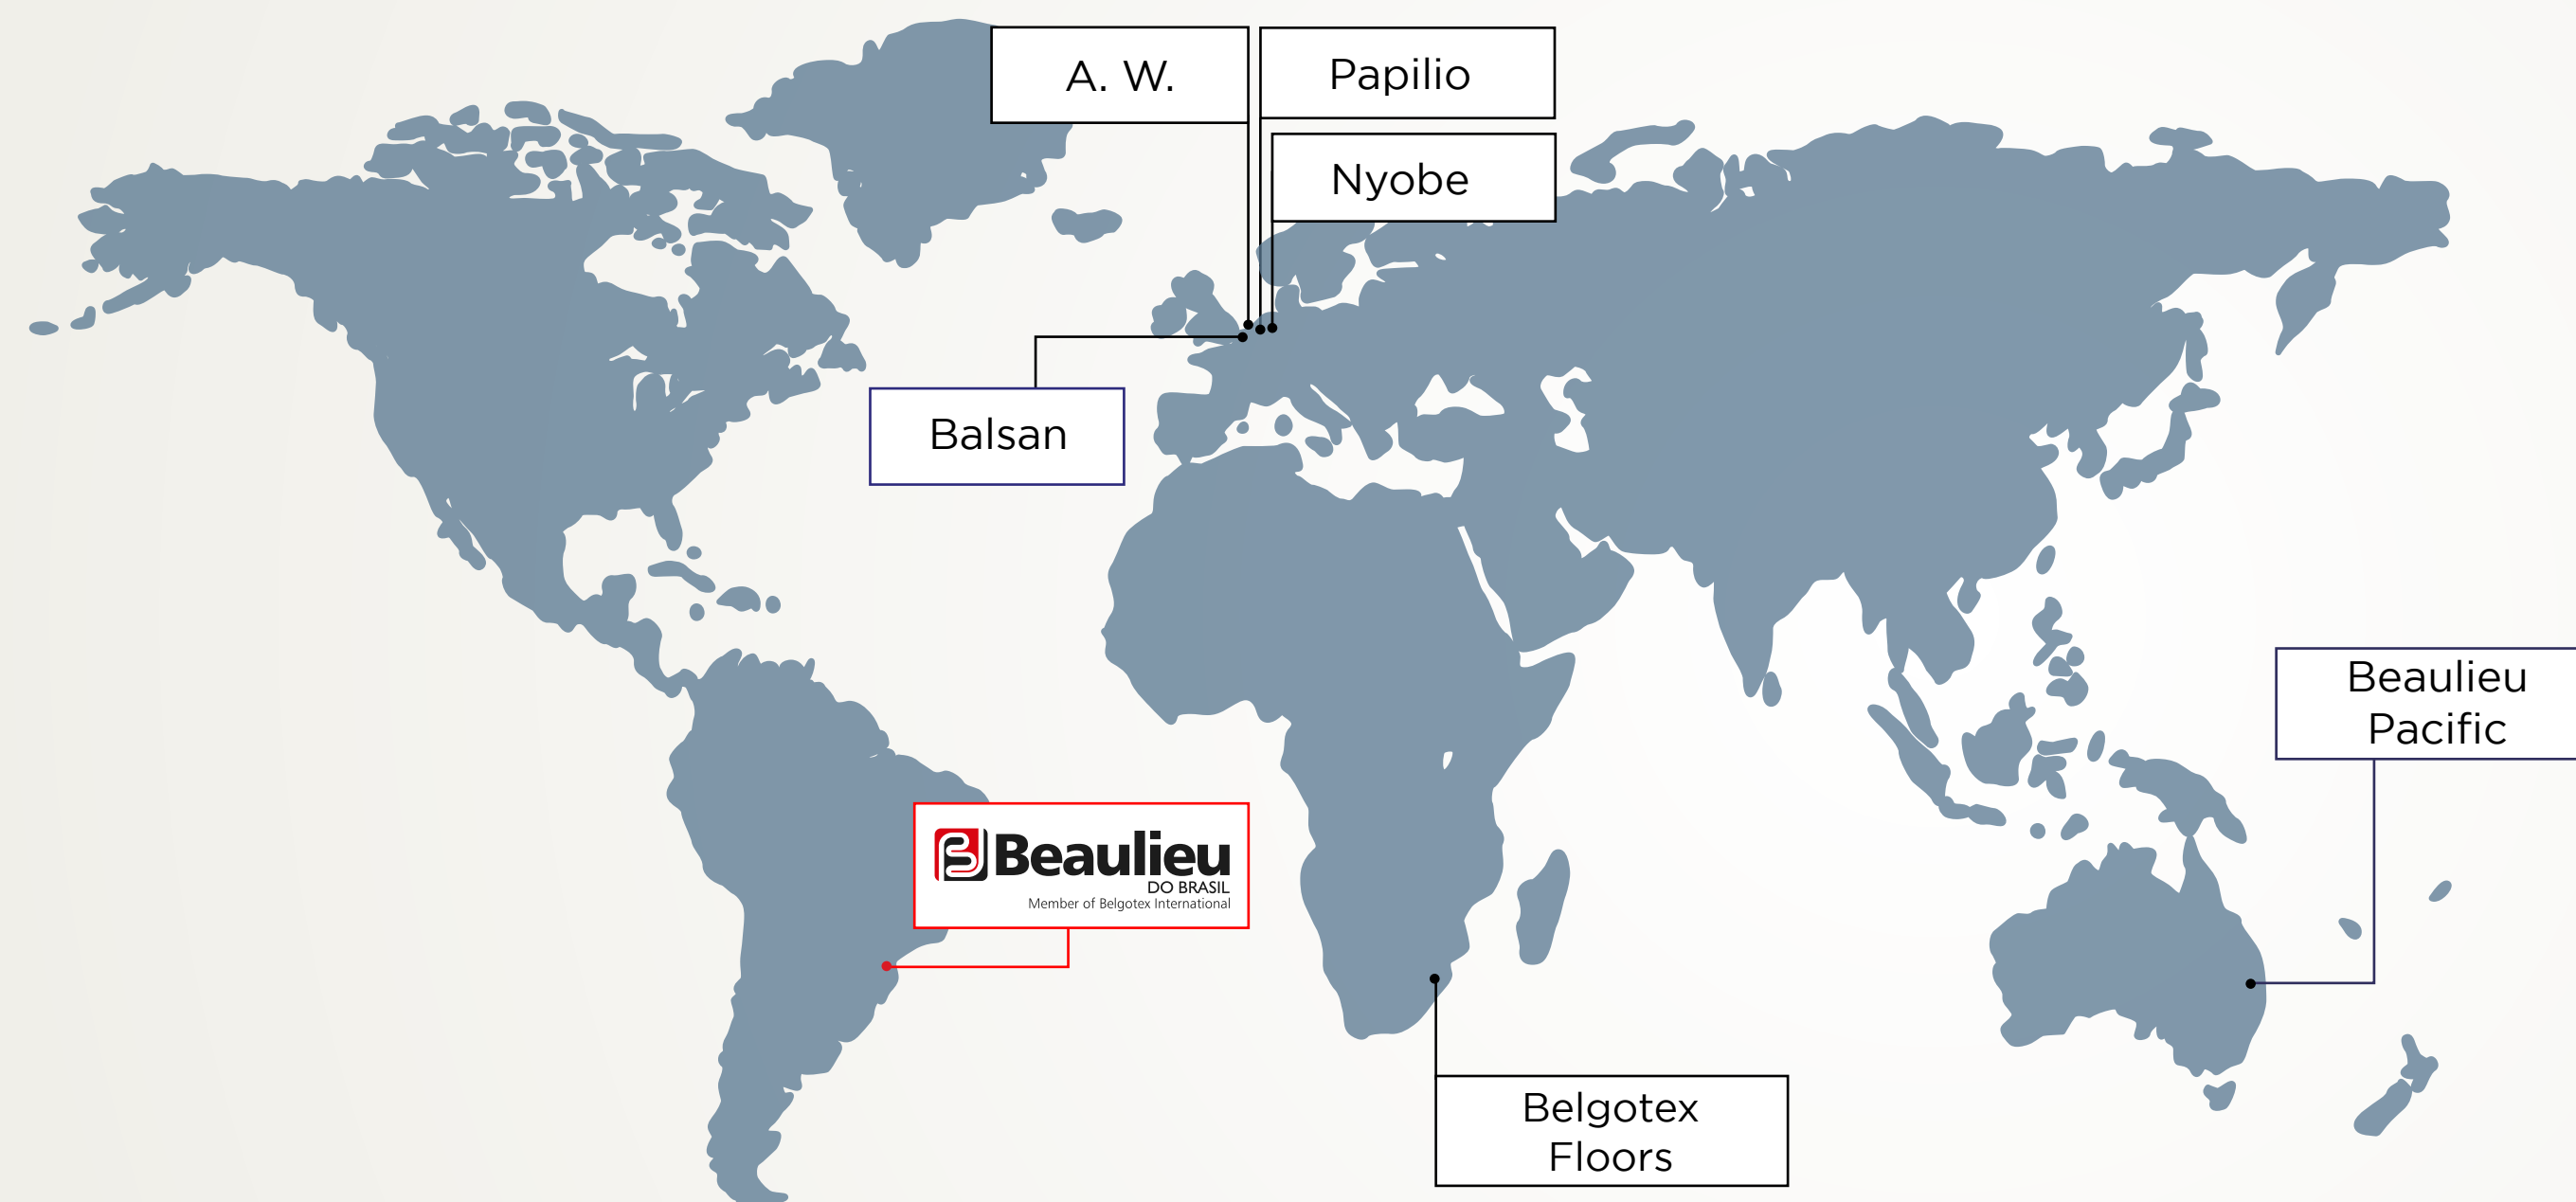 A. W.
Papilio
Nyobe
Balsan
Beaulieu
Pacific
Beaulieu
DO BRASIL
Member of Belgotex International
Belgotex
Floors